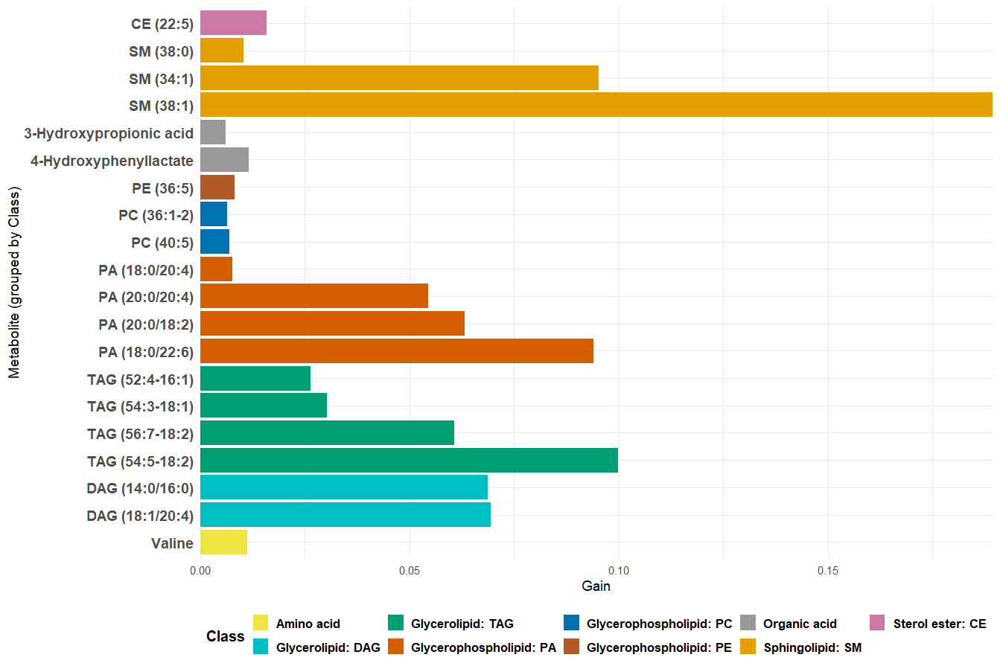 CE (22:5)
SM (38:0)
SM (34:1)
SM (38:1)
3-Hydroxypropionic acid
4-Hydroxyphenyllactate
PE (36:5)
PC (36:1-2)
PC (40:5)
PA (18:0/20:4)
PA (20:0/20:4)
PA (20:0/18:2)
PA (18:0/22:6)
TAG (52:4-16:1)
TAG (54:3-18:1)
TAG (56:7-18:2)
TAG (54:5-18:2)
DAG (14:0/16:0)
DAG (18:1/20:4)
Valine
Metabolite (grouped by Class)
0.00 0.05 0.10 0.15
Gain
Class
Amino acid Glycerolipid: TAG Glycerophospholipid: PC Organic acid Sterol ester: CE
Glycerolipid: DAG Glycerophospholipid: PA Glycerophospholipid: PE Sphingolipid: SM